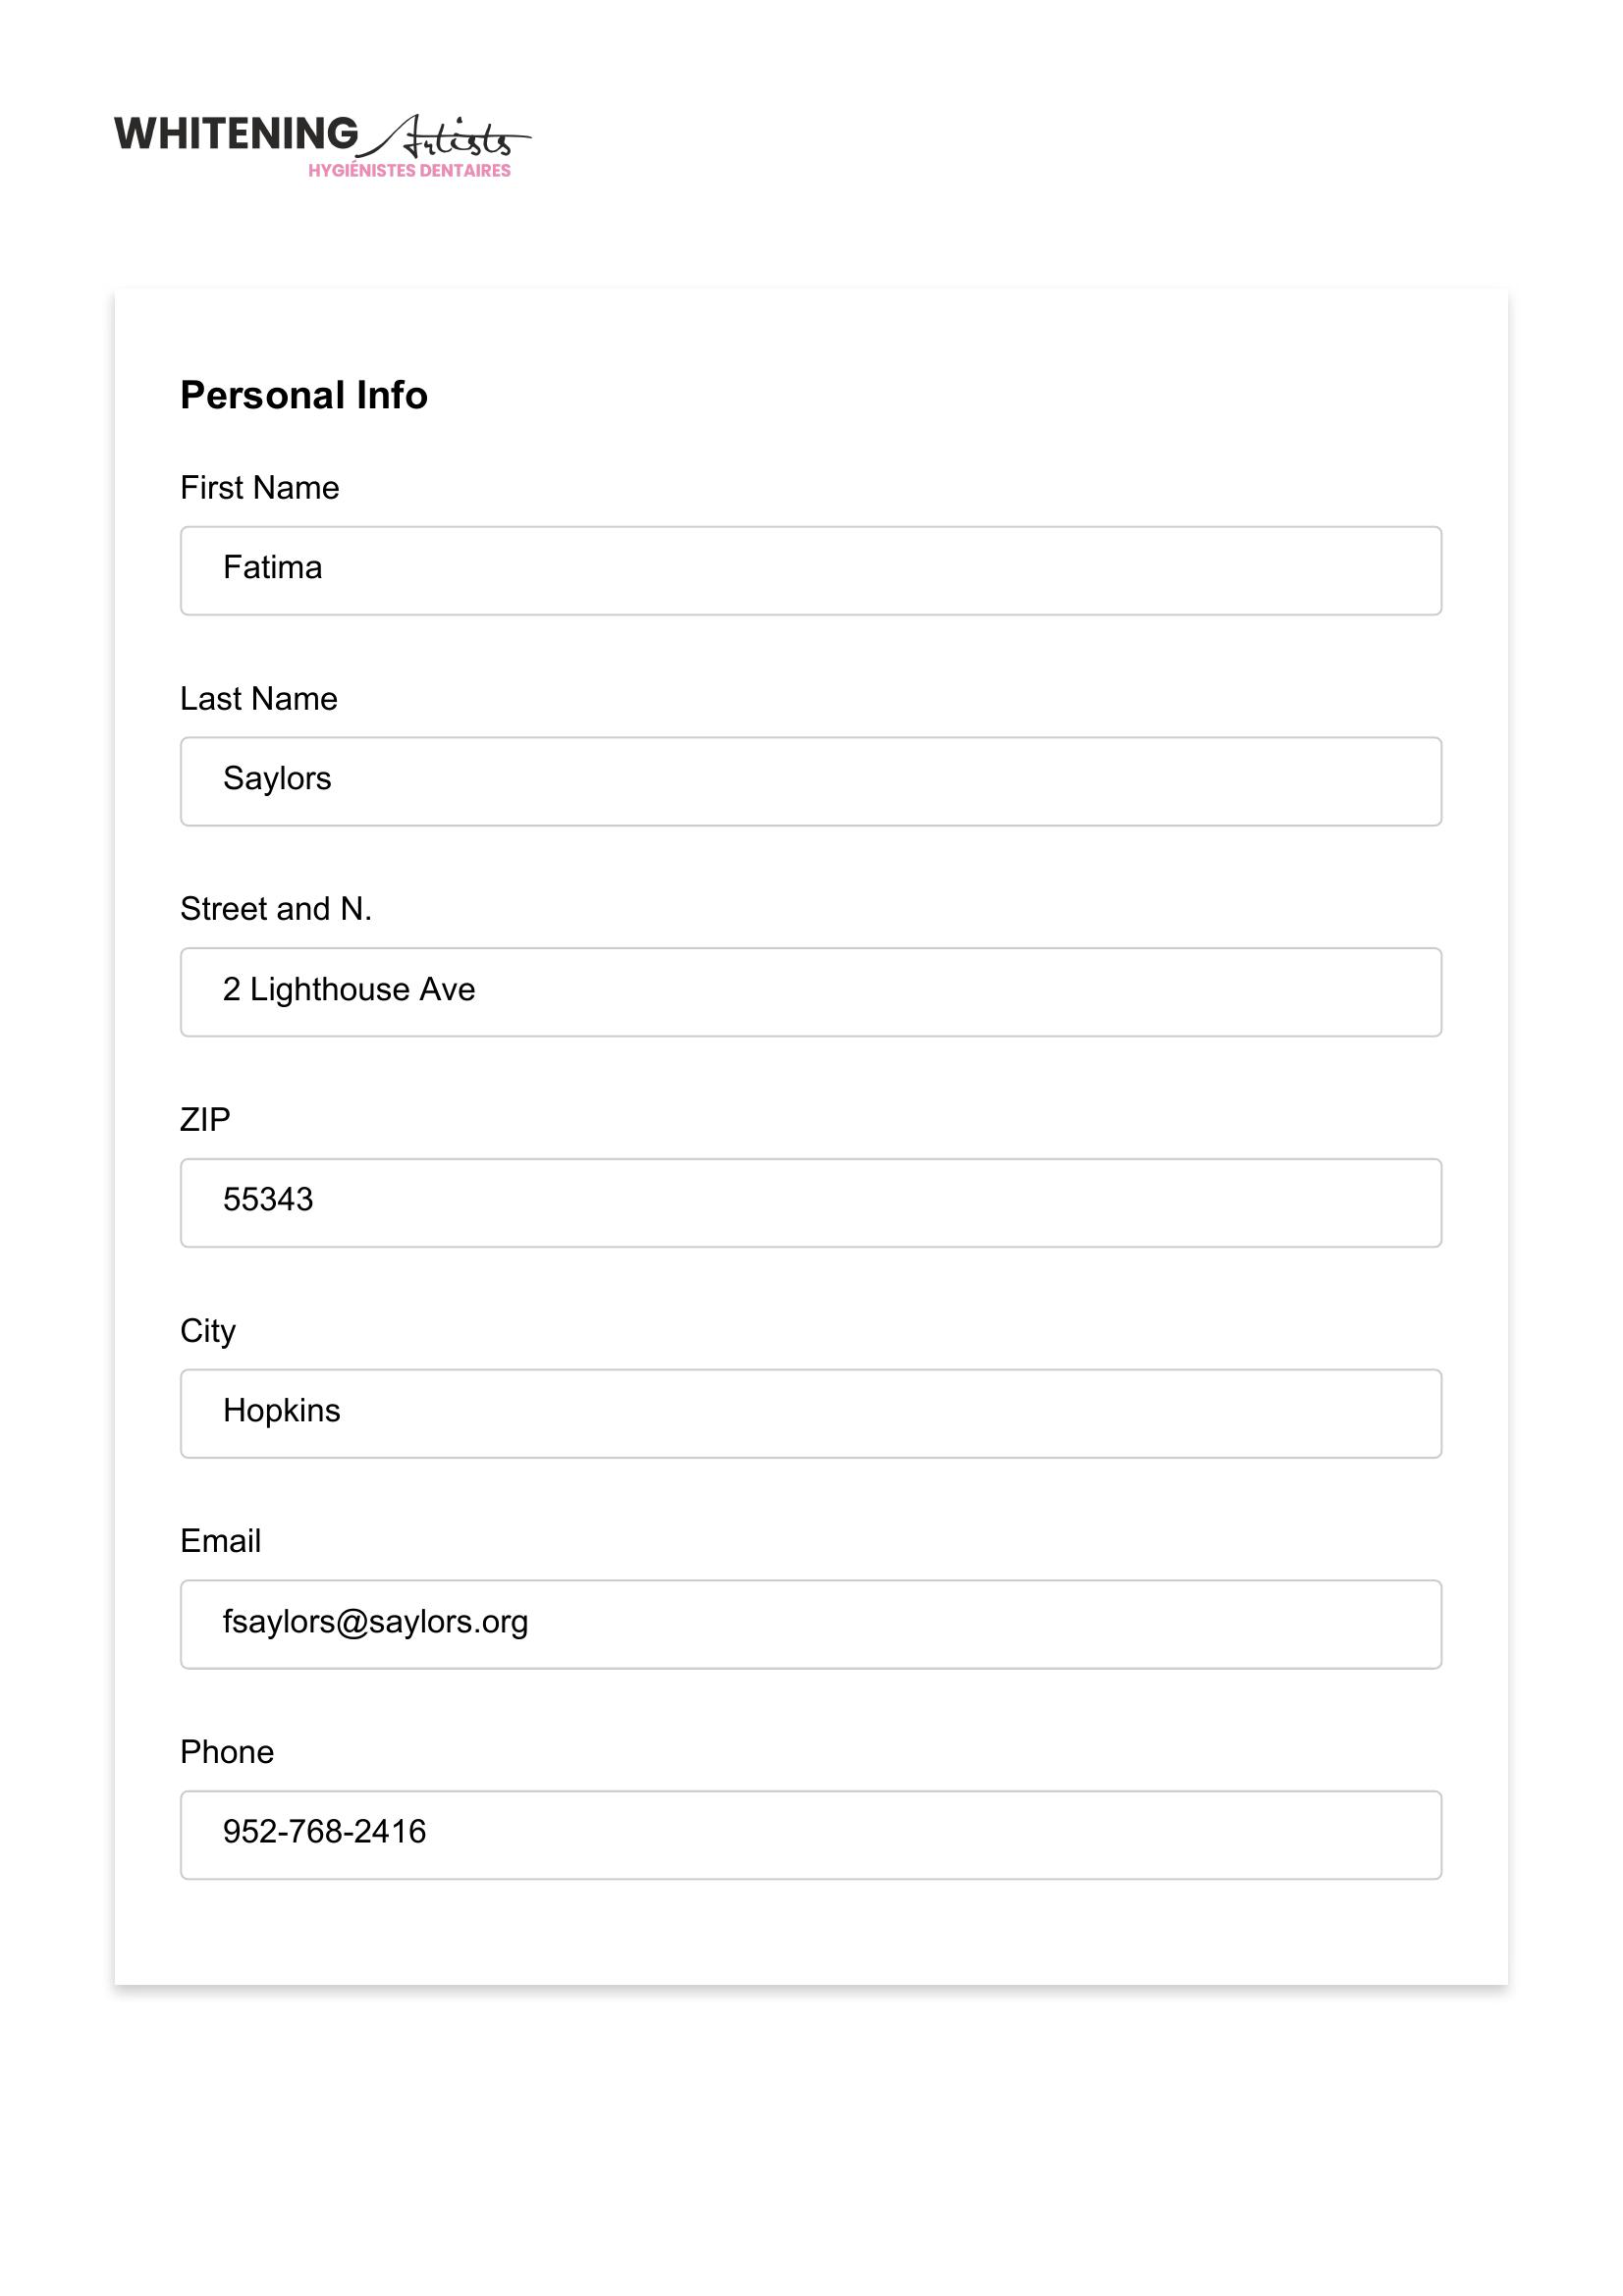 WHITENING Artists
HYGIÉNISTES DENTAIRES
Personal Info
First Name
Fatima
Last Name
Saylors
Street and N.
2 Lighthouse Ave
ZIP
55343
City
Hopkins
Email
fsaylors@saylors.org
Phone
952-768-2416